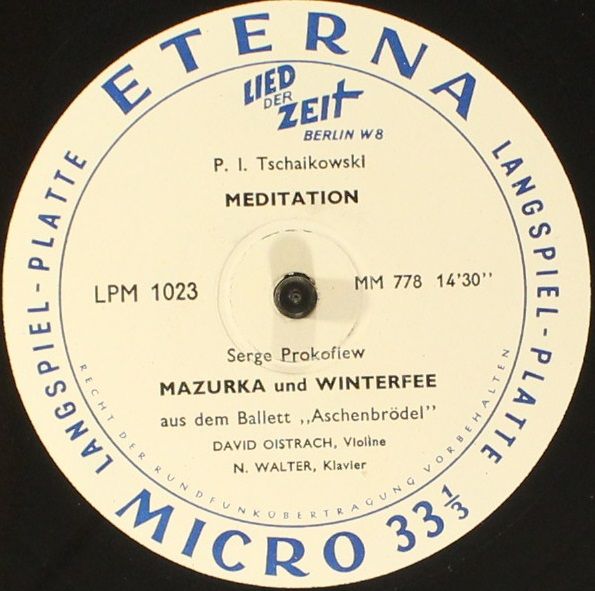 ETERNA
LIED
DER
ZEIT
BERLIN W8
P. I. Tschaikowski
MEDITATION
LPM 1023
MM 778 14'30''
Serge Prokofiew
MAZURKA und WINTERFEE
aus dem Ballett ,,Aschenbrödel''
DAVID OISTRACH, Violine
N. WALTER, Klavier
RECHT DER RUNDFUNKÜBERTRAGUNG VORBEHALTEN
LANGSPIEL-PLATTE
LANGSPIEL-PLATTE
MICRO 33 1/3